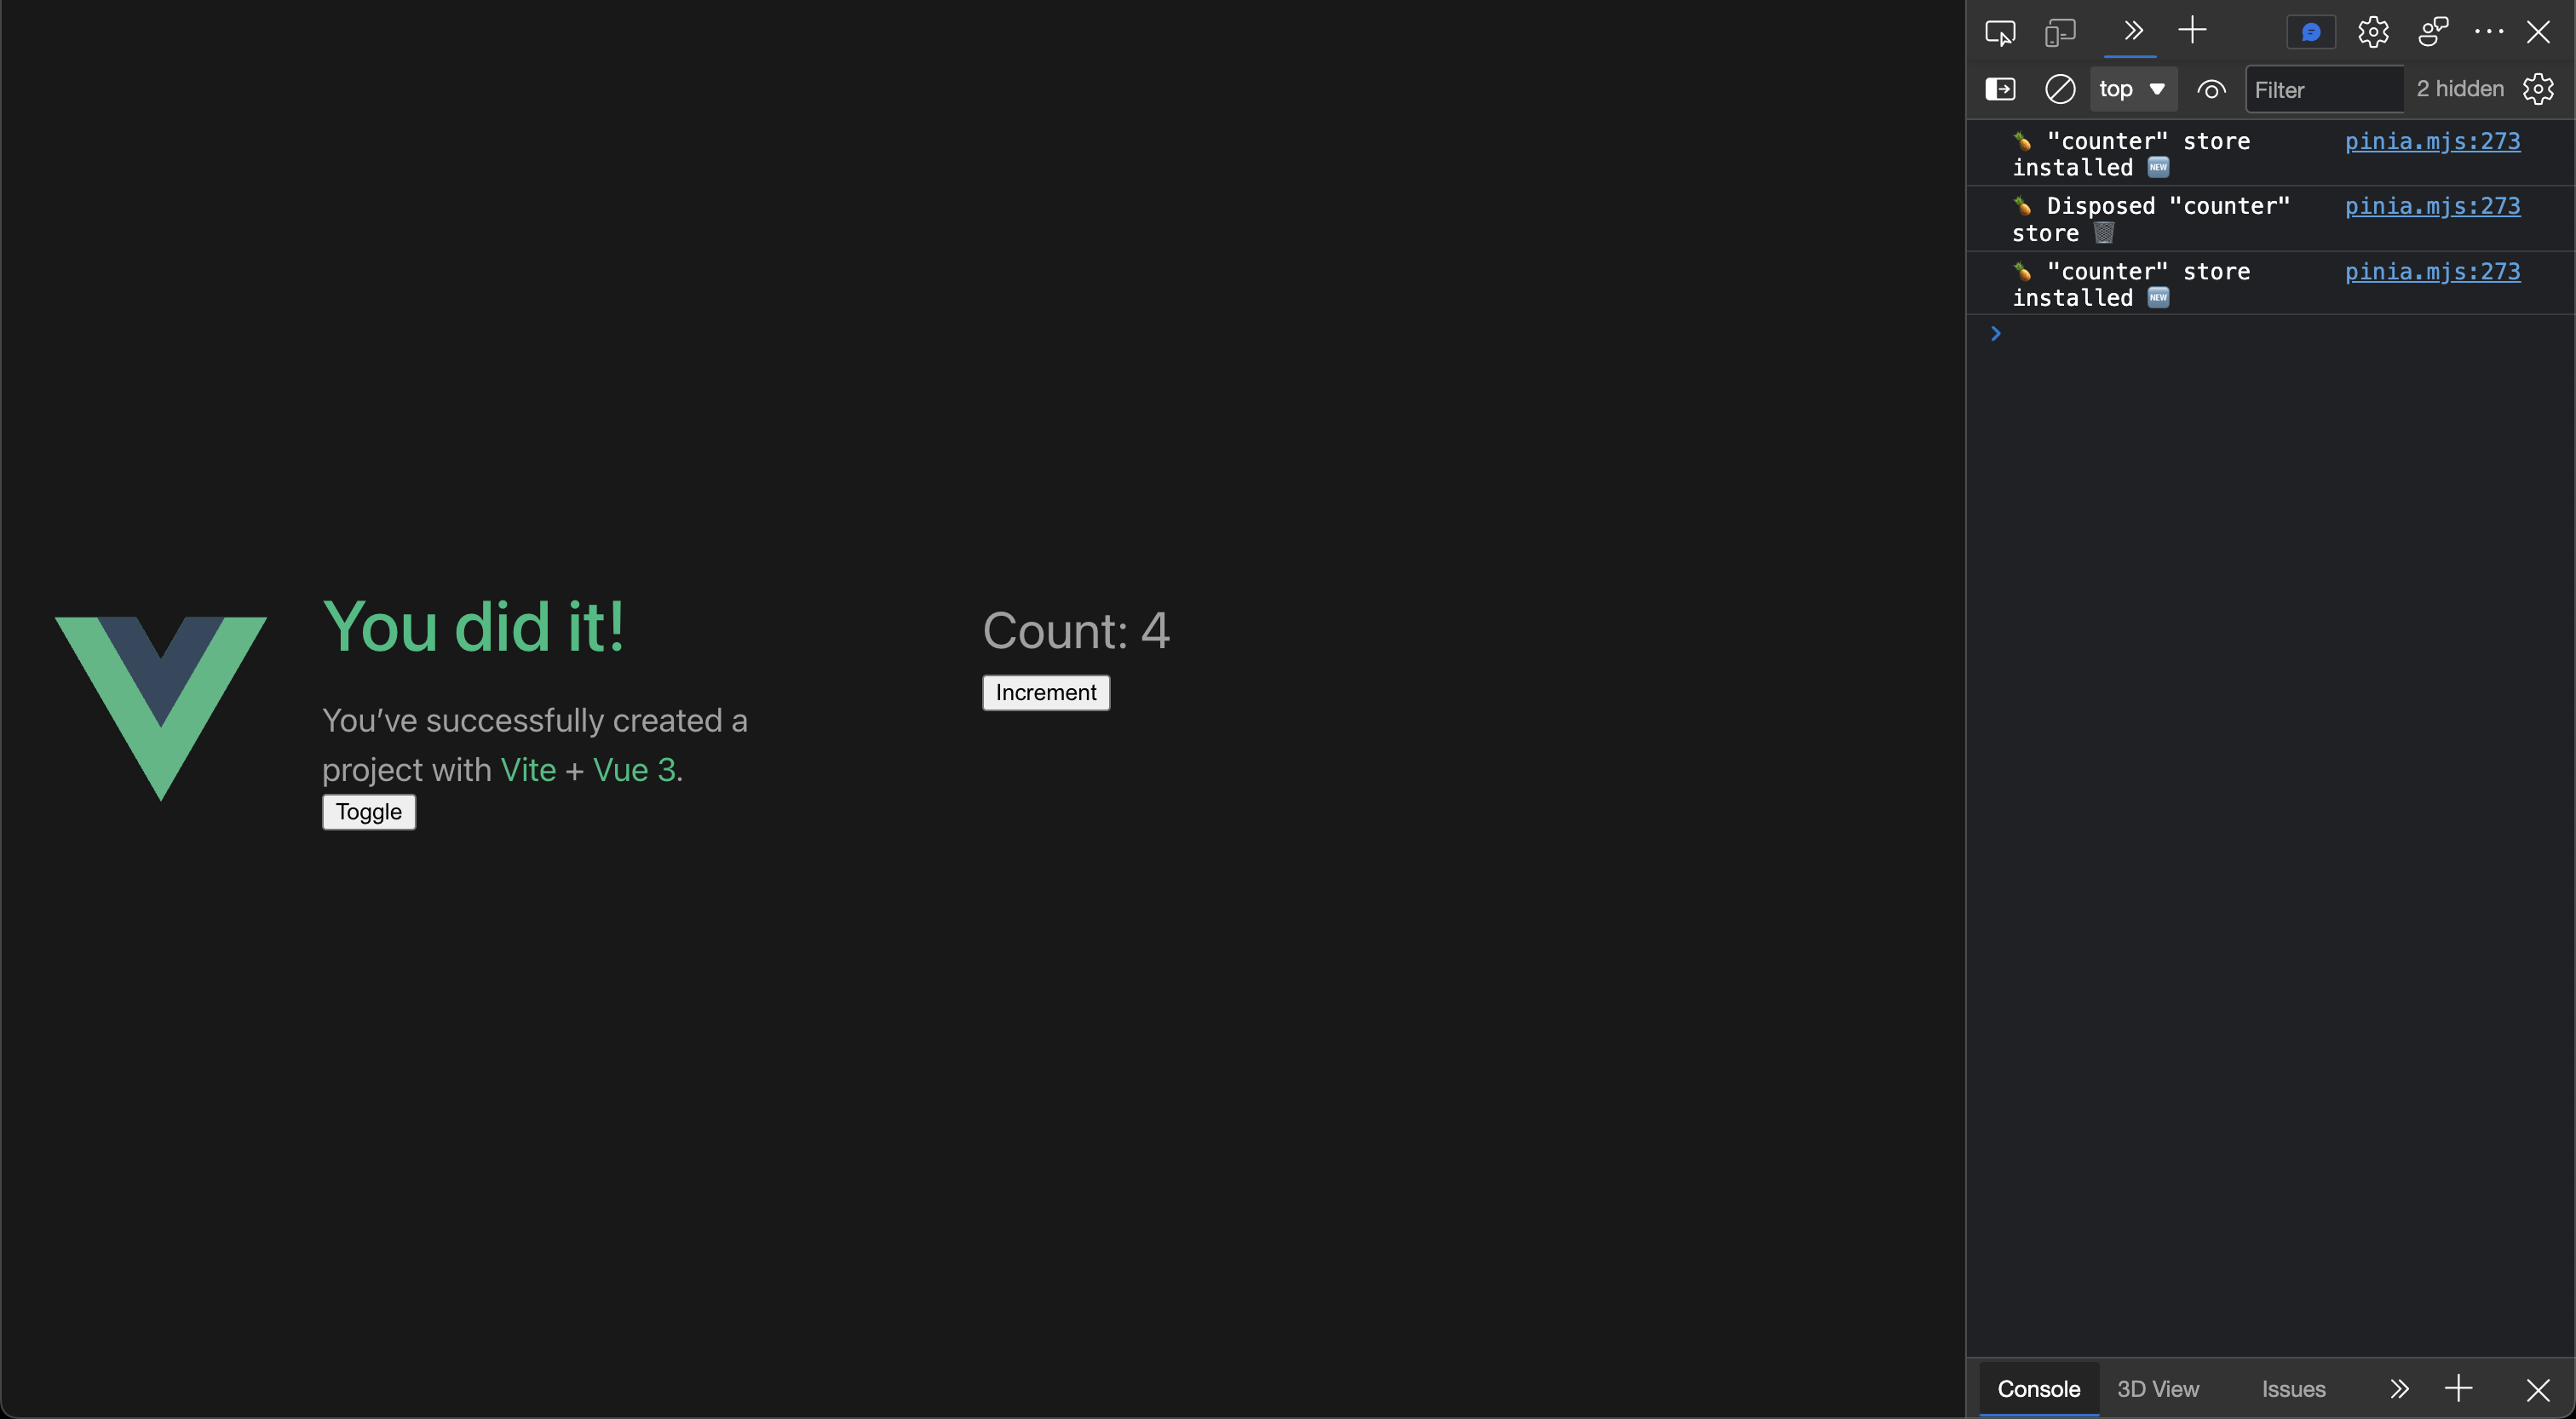 You did it!
You’ve successfully created a
project with Vite + Vue 3.
Toggle
Count: 4
Increment
top
Filter
2 hidden
🍍 "counter" store pinia.mjs:273
installed 🆕
🍍 Disposed "counter" pinia.mjs:273
store 🗑
🍍 "counter" store pinia.mjs:273
installed 🆕
Console
3D View
Issues